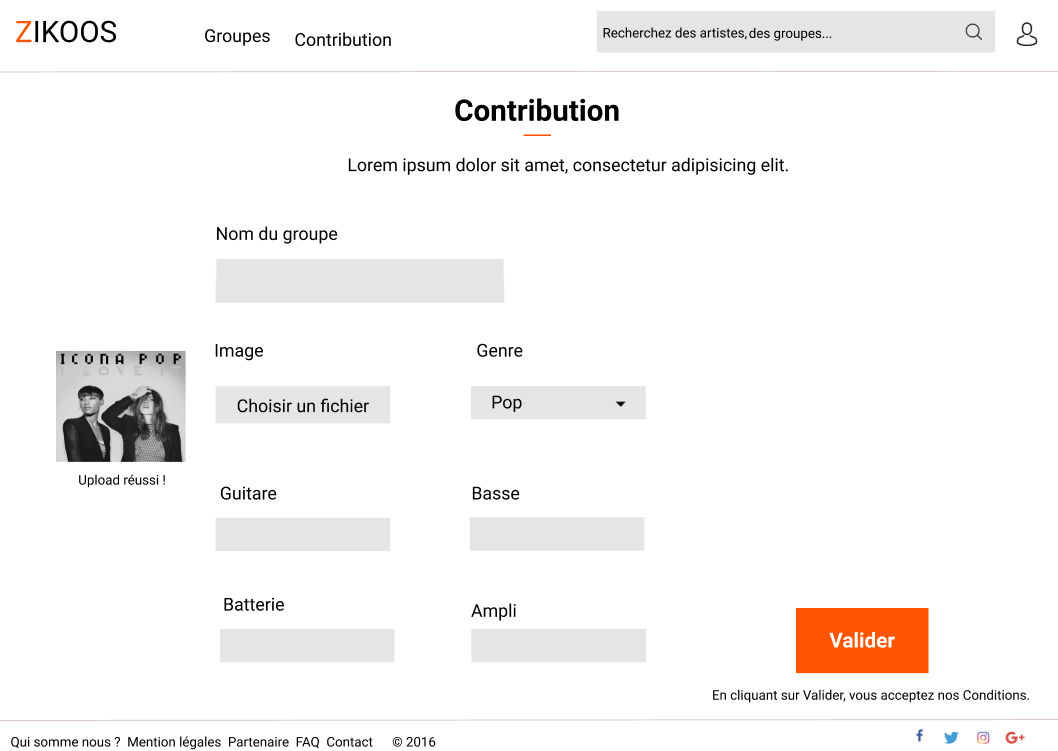 ZIKOOS
Groupes
Contribution
Recherchez des artistes, des groupes...
Contribution
Lorem ipsum dolor sit amet, consectetur adipisicing elit.
Nom du groupe
Image
Genre
ICONA POP
I LOVE IT
Choisir un fichier
Pop
Upload réussi !
Guitare
Basse
Batterie
Ampli
Valider
En cliquant sur Valider, vous acceptez nos Conditions.
Qui somme nous ? Mention légales Partenaire FAQ Contact © 2016
f
G+